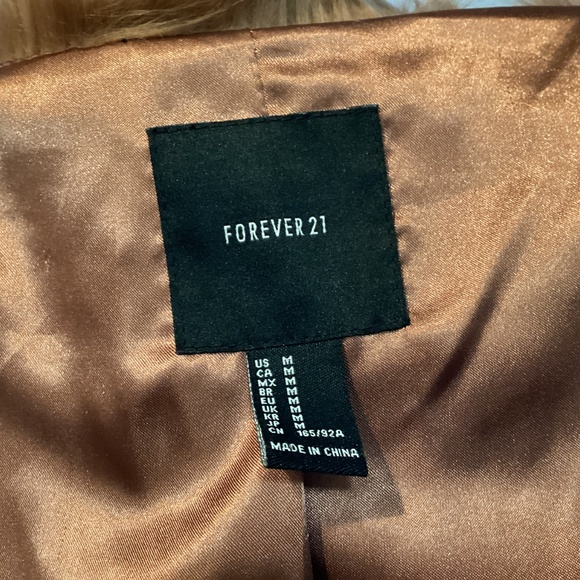 FOREVER 21
US M
CA M
MX M
BR M
EU M
UK M
KR M
JP M
CN 165/92A
MADE IN CHINA